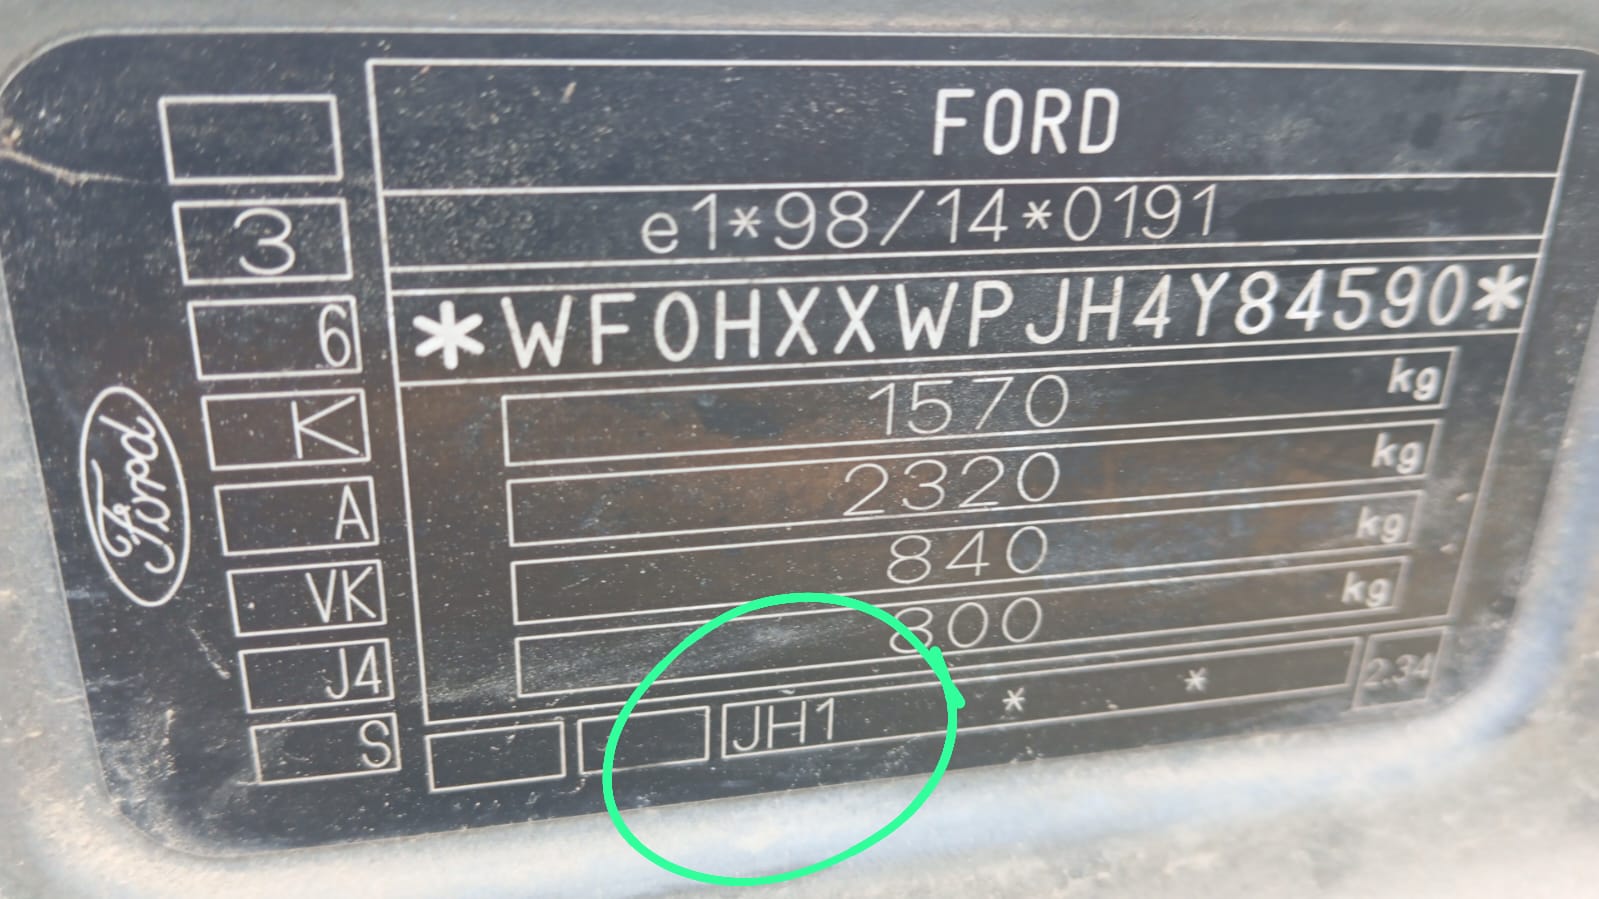 FORD
e1*98/14*0191
*WF0HXXWPJH4Y84590*
1570 kg
2320 kg
840 kg
800 kg
JH1 * * 2.34
3
6
K
A
VK
J4
S
Ford